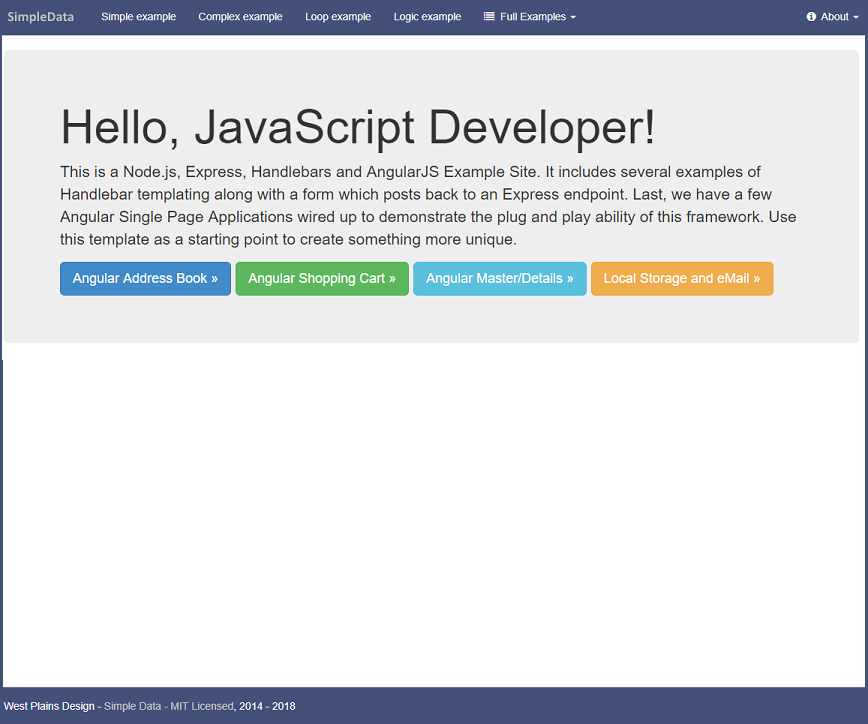 SimpleData Simple example Complex example Loop example Logic example Full Examples About
Hello, JavaScript Developer!
This is a Node.js, Express, Handlebars and AngularJS Example Site. It includes several examples of
Handlebar templating along with a form which posts back to an Express endpoint. Last, we have a few
Angular Single Page Applications wired up to demonstrate the plug and play ability of this framework. Use
this template as a starting point to create something more unique.
Angular Address Book » Angular Shopping Cart » Angular Master/Details » Local Storage and eMail »
West Plains Design - Simple Data - MIT Licensed, 2014 - 2018